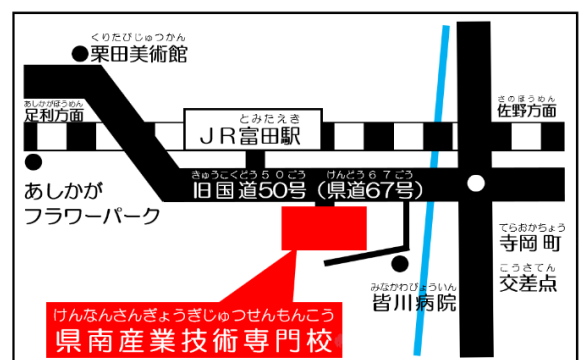 くりたびじゅつかん
●栗田美術館
あしかがほうめん
足利方面
とみたえき
JR富田駅
さのほうめん
佐野方面
きゅうこくどう50ごう けんどう67ごう
旧国道50号(県道67号)
あしかが
フラワーパーク
てらおかちょう
寺岡町
こうさてん
交差点
みなかわびょういん
皆川病院
けんなんさんぎょうぎじゅつせんもんこう
県南産業技術専門校